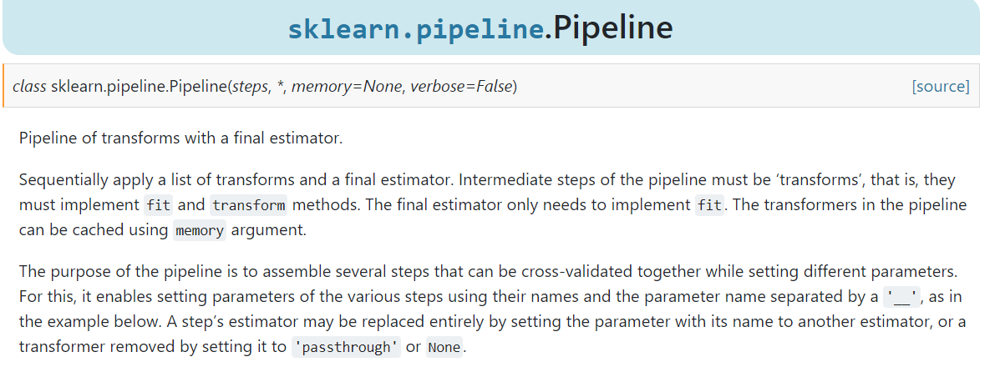 sklearn.pipeline.Pipeline
class sklearn.pipeline.Pipeline(steps, *, memory=None, verbose=False) [source]
Pipeline of transforms with a final estimator.
Sequentially apply a list of transforms and a final estimator. Intermediate steps of the pipeline must be ‘transforms’, that is, they
must implement fit and transform methods. The final estimator only needs to implement fit. The transformers in the pipeline
can be cached using memory argument.
The purpose of the pipeline is to assemble several steps that can be cross-validated together while setting different parameters.
For this, it enables setting parameters of the various steps using their names and the parameter name separated by a '__', as in
the example below. A step’s estimator may be replaced entirely by setting the parameter with its name to another estimator, or a
transformer removed by setting it to 'passthrough' or None.